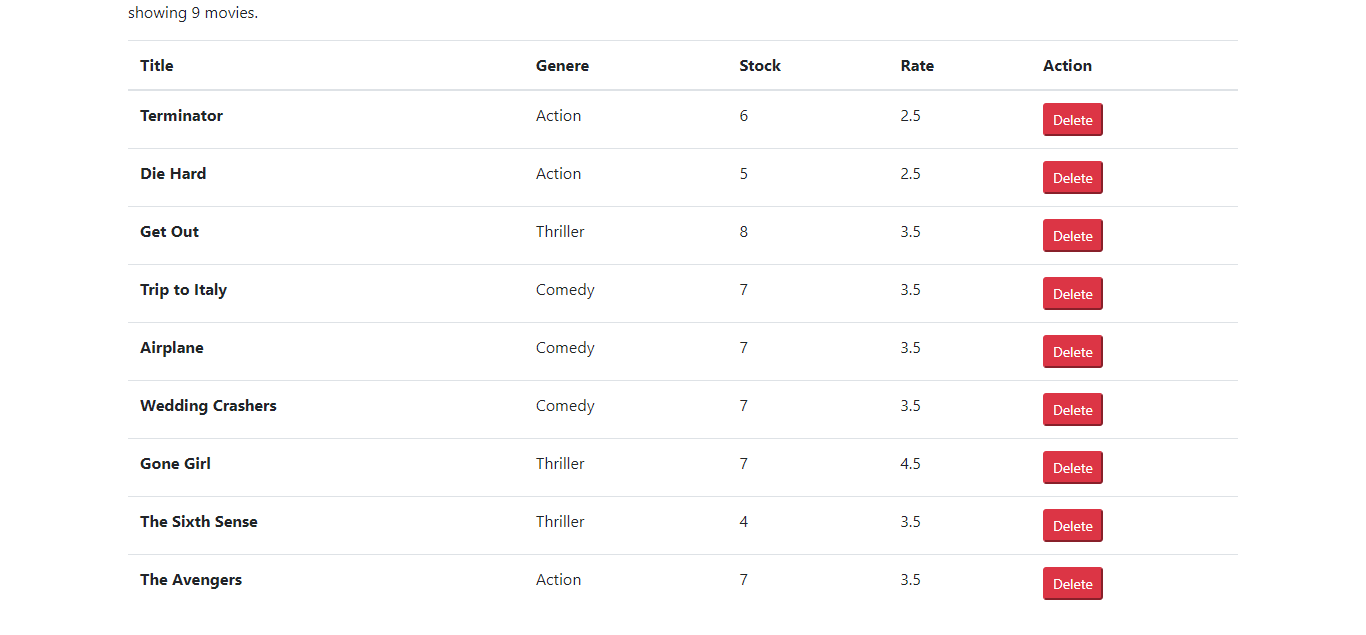 showing 9 movies.
Title Genere Stock Rate Action
Terminator Action 6 2.5 Delete
Die Hard Action 5 2.5 Delete
Get Out Thriller 8 3.5 Delete
Trip to Italy Comedy 7 3.5 Delete
Airplane Comedy 7 3.5 Delete
Wedding Crashers Comedy 7 3.5 Delete
Gone Girl Thriller 7 4.5 Delete
The Sixth Sense Thriller 4 3.5 Delete
The Avengers Action 7 3.5 Delete